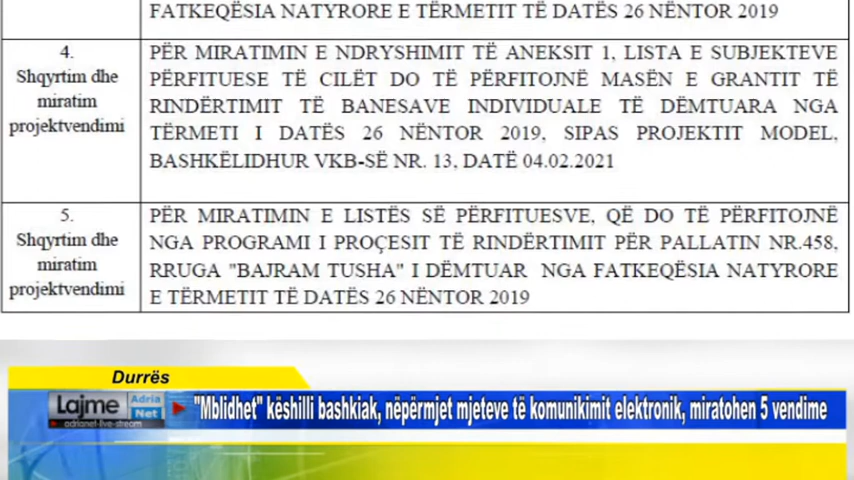 FATKEQËSIA NATYRORE E TËRMETIT TË DATËS 26 NËNTOR 2019
4.
Shqyrtim dhe
miratim
projektvendimi
PËR MIRATIMIN E NDRYSHIMIT TË ANEKSIT 1, LISTA E SUBJEKTEVE
PËRFITUESE TË CILËT DO TË PËRFITOJNË MASËN E GRANTIT TË
RINDËRTIMIT TË BANESAVE INDIVIDUALE TË DËMTUARA NGA
TËRMETI I DATËS 26 NËNTOR 2019, SIPAS PROJEKTIT MODEL,
BASHKËLIDHUR VKB-SË NR. 13, DATË 04.02.2021
5.
Shqyrtim dhe
miratim
projektvendimi
PËR MIRATIMIN E LISTËS SË PËRFITUESVE, QË DO TË PËRFITOJNË
NGA PROGRAMI I PROÇESIT TË RINDËRTIMIT PËR PALLATIN NR.458,
RRUGA "BAJRAM TUSHA" I DËMTUAR NGA FATKEQËSIA NATYRORE
E TËRMETIT TË DATËS 26 NËNTOR 2019
Durrës
Lajme Adria Net
adrianet-live-stream
"Mblidhet" këshilli bashkiak, nëpërmjet mjeteve të komunikimit elektronik, miratohen 5 vendime